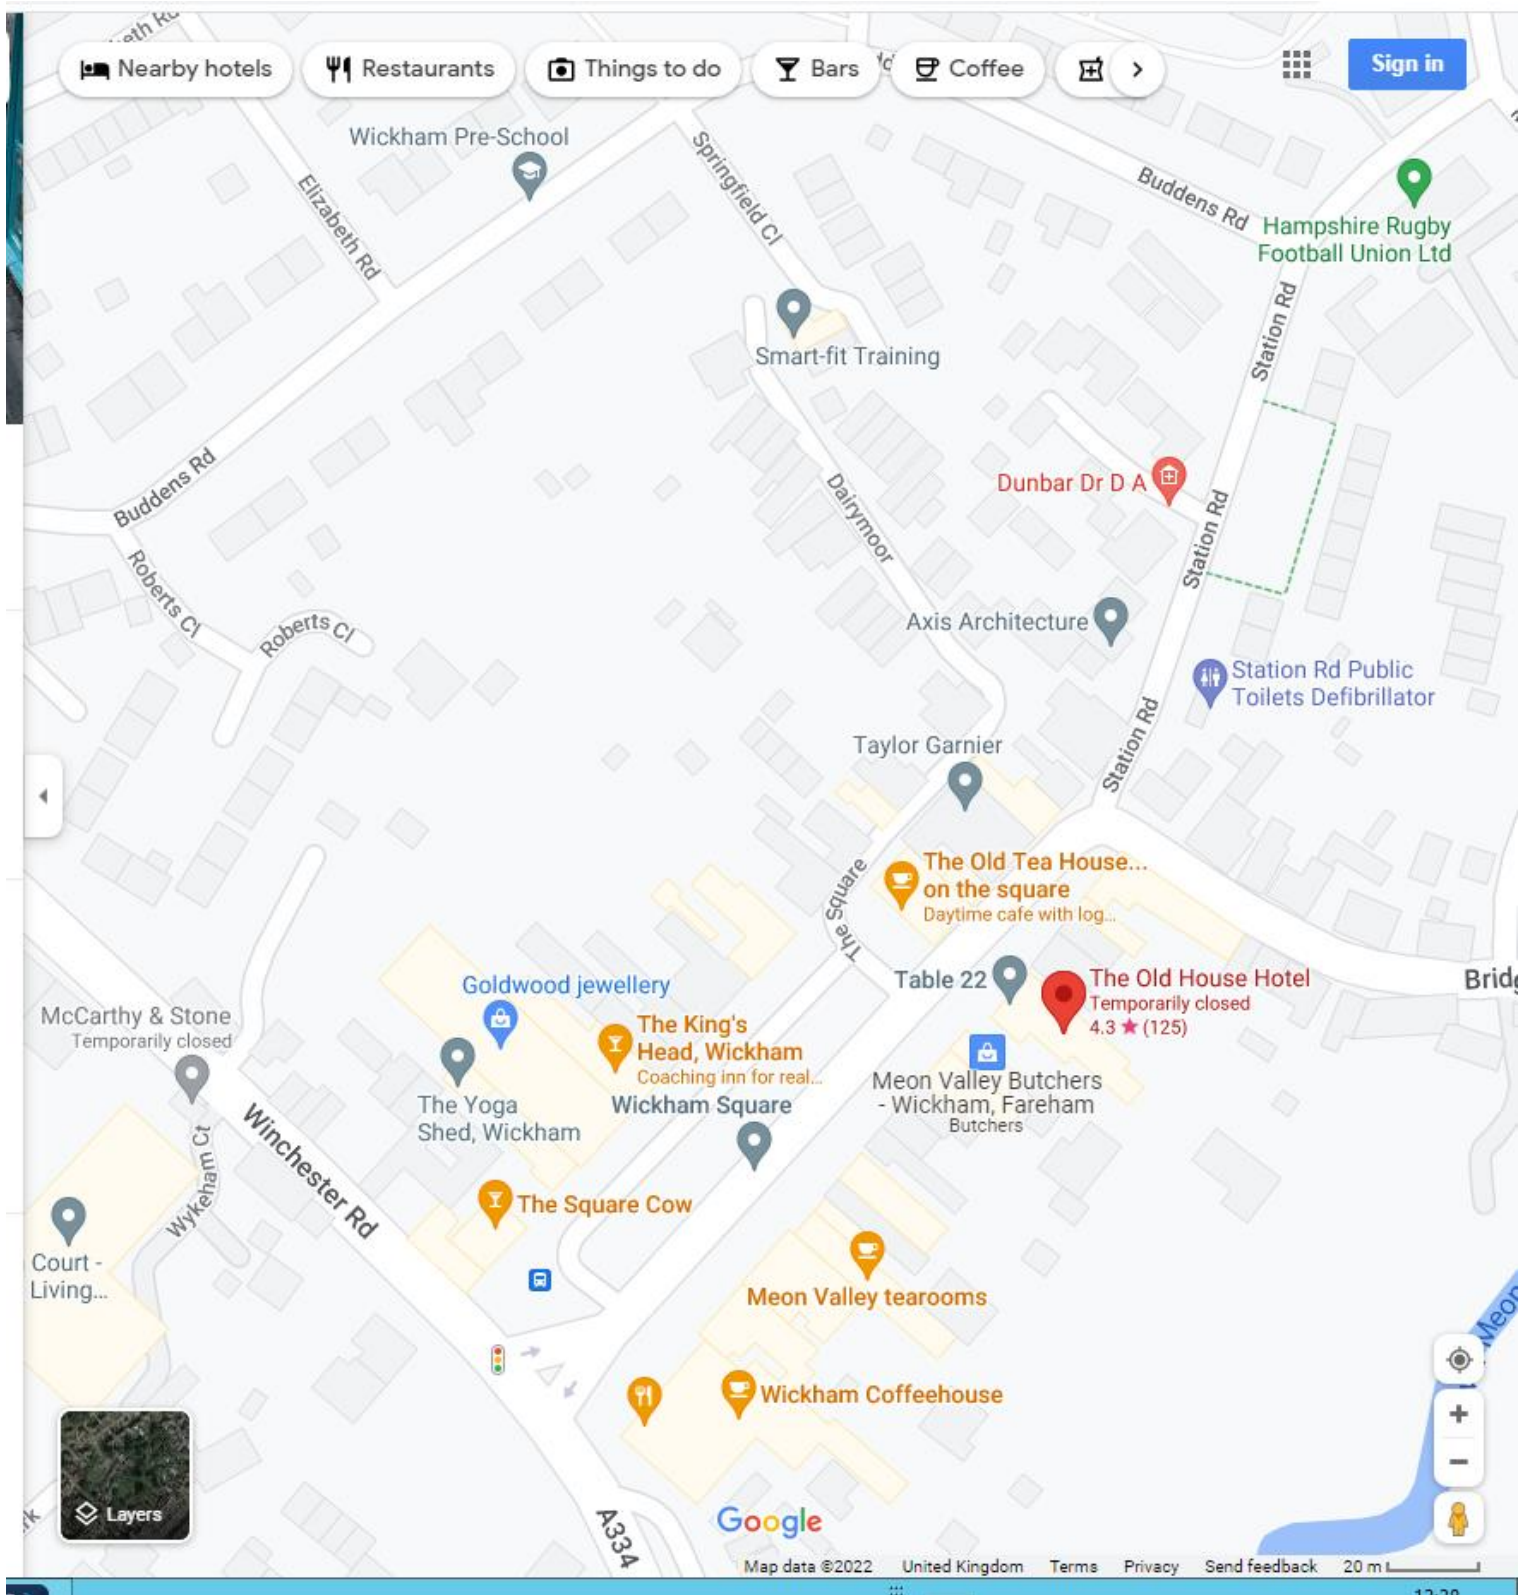 Nearby hotels
Restaurants
Things to do
Bars
Coffee
Sign in
Wickham Pre-School
Springfield Cl
Elizabeth Rd
Buddens Rd
Hampshire Rugby
Football Union Ltd
Station Rd
Smart-fit Training
Buddens Rd
Dairymoor
Dunbar Dr D A
Station Rd
Roberts Cl
Roberts Cl
Axis Architecture
Station Rd Public
Toilets Defibrillator
Station Rd
Taylor Garnier
The Square
The Old Tea House...
on the square
Daytime cafe with log...
The Square
Table 22
The Old House Hotel
Temporarily closed
4.3 ★ (125)
Goldwood jewellery
McCarthy & Stone
Temporarily closed
The King's
Head, Wickham
Coaching inn for real...
Wickham Square
Meon Valley Butchers
- Wickham, Fareham
Butchers
The Yoga
Shed, Wickham
Winchester Rd
Wykeham Ct
The Square Cow
Court -
Living...
Meon Valley tearooms
Meon
Wickham Coffeehouse
Layers
A334
Google
Map data ©2022 United Kingdom Terms Privacy Send feedback 20 m